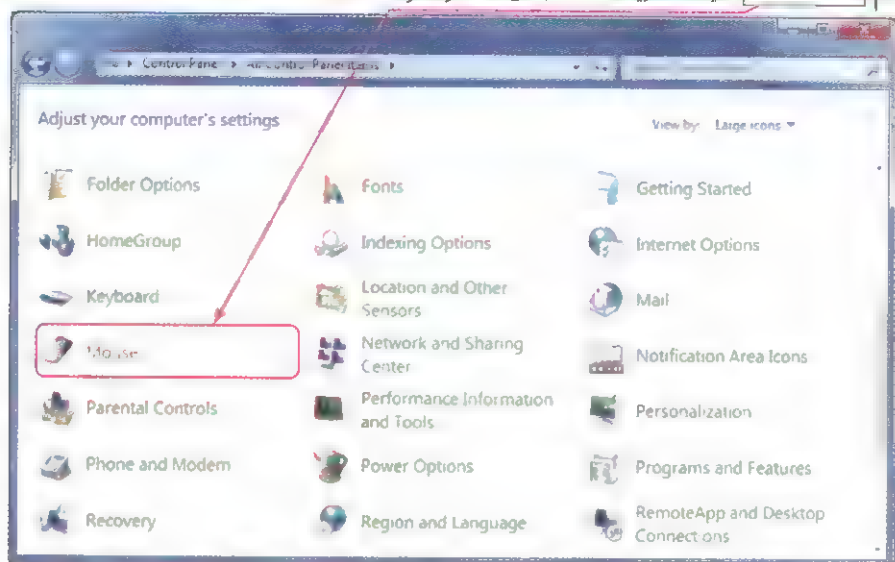 Control Panel ▸ All Control Panel Items ▸
Adjust your computer's settings
View by: Large icons ▼
Folder Options
Fonts
Getting Started
HomeGroup
Indexing Options
Internet Options
Keyboard
Location and Other
Sensors
Mail
Mouse
Network and Sharing
Center
Notification Area Icons
Parental Controls
Performance Information
and Tools
Personalization
Phone and Modem
Power Options
Programs and Features
Recovery
Region and Language
RemoteApp and Desktop
Connections